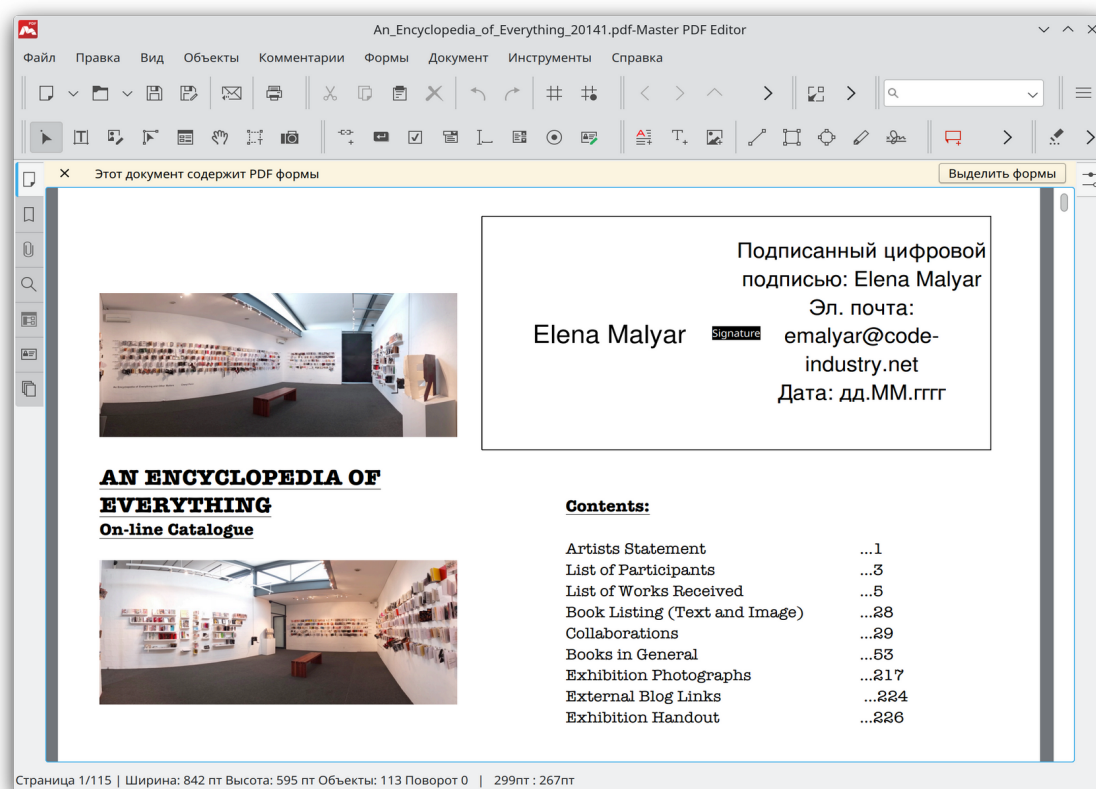 An_Encyclopedia_of_Everything_20141.pdf-Master PDF Editor
Файл Правка Вид Объекты Комментарии Формы Документ Инструменты Справка
Этот документ содержит PDF формы
Выделить формы
Elena Malyar
Signature
Подписанный цифровой
подписью: Elena Malyar
Эл. почта:
emalyar@code-
industry.net
Дата: дд.ММ.гггг
AN ENCYCLOPEDIA OF
EVERYTHING
On-line Catalogue
Contents:
Artists Statement ...1
List of Participants ...3
List of Works Received ...5
Book Listing (Text and Image) ...28
Collaborations ...29
Books in General ...53
Exhibition Photographs ...217
External Blog Links ...224
Exhibition Handout ...226
Страница 1/115 | Ширина: 842 пт Высота: 595 пт Объекты: 113 Поворот 0 | 299пт : 267пт